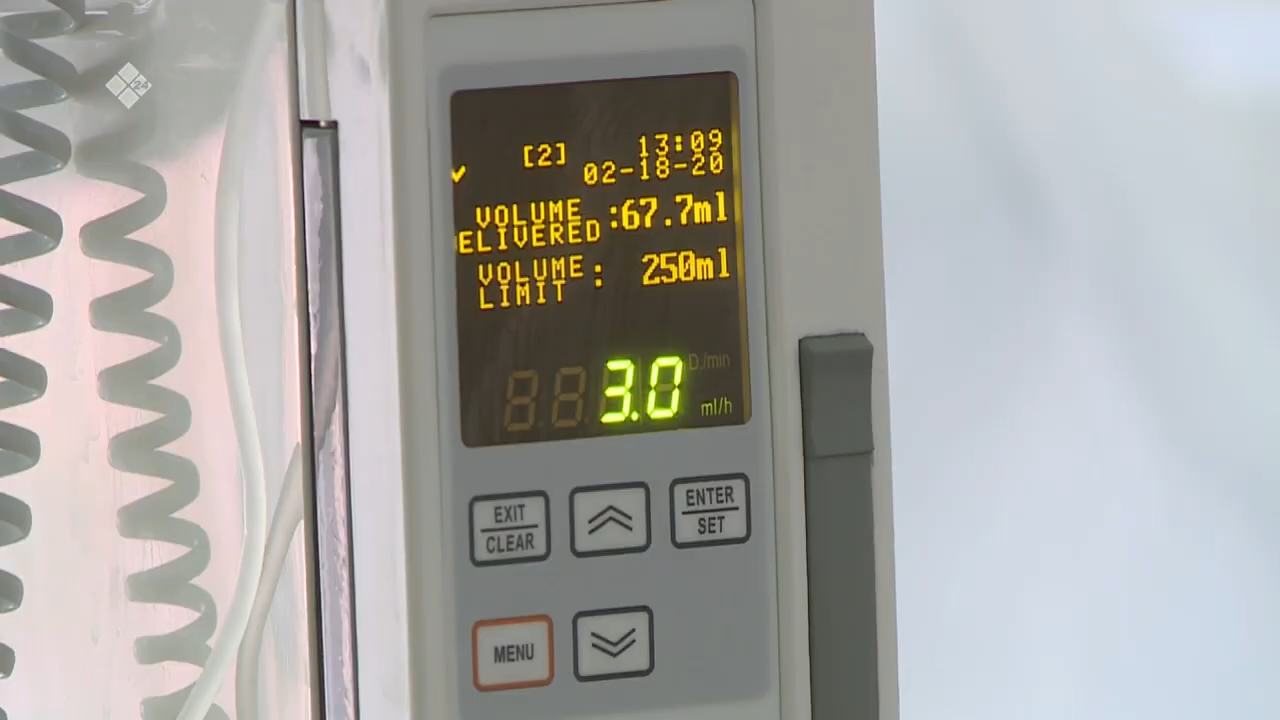 24
[2] 13:09
02-18-20
VOLUME
ELIVERED :67.7ml
VOLUME
LIMIT : 250ml
D./min
3.0 ml/h
EXIT
CLEAR
ENTER
SET
MENU